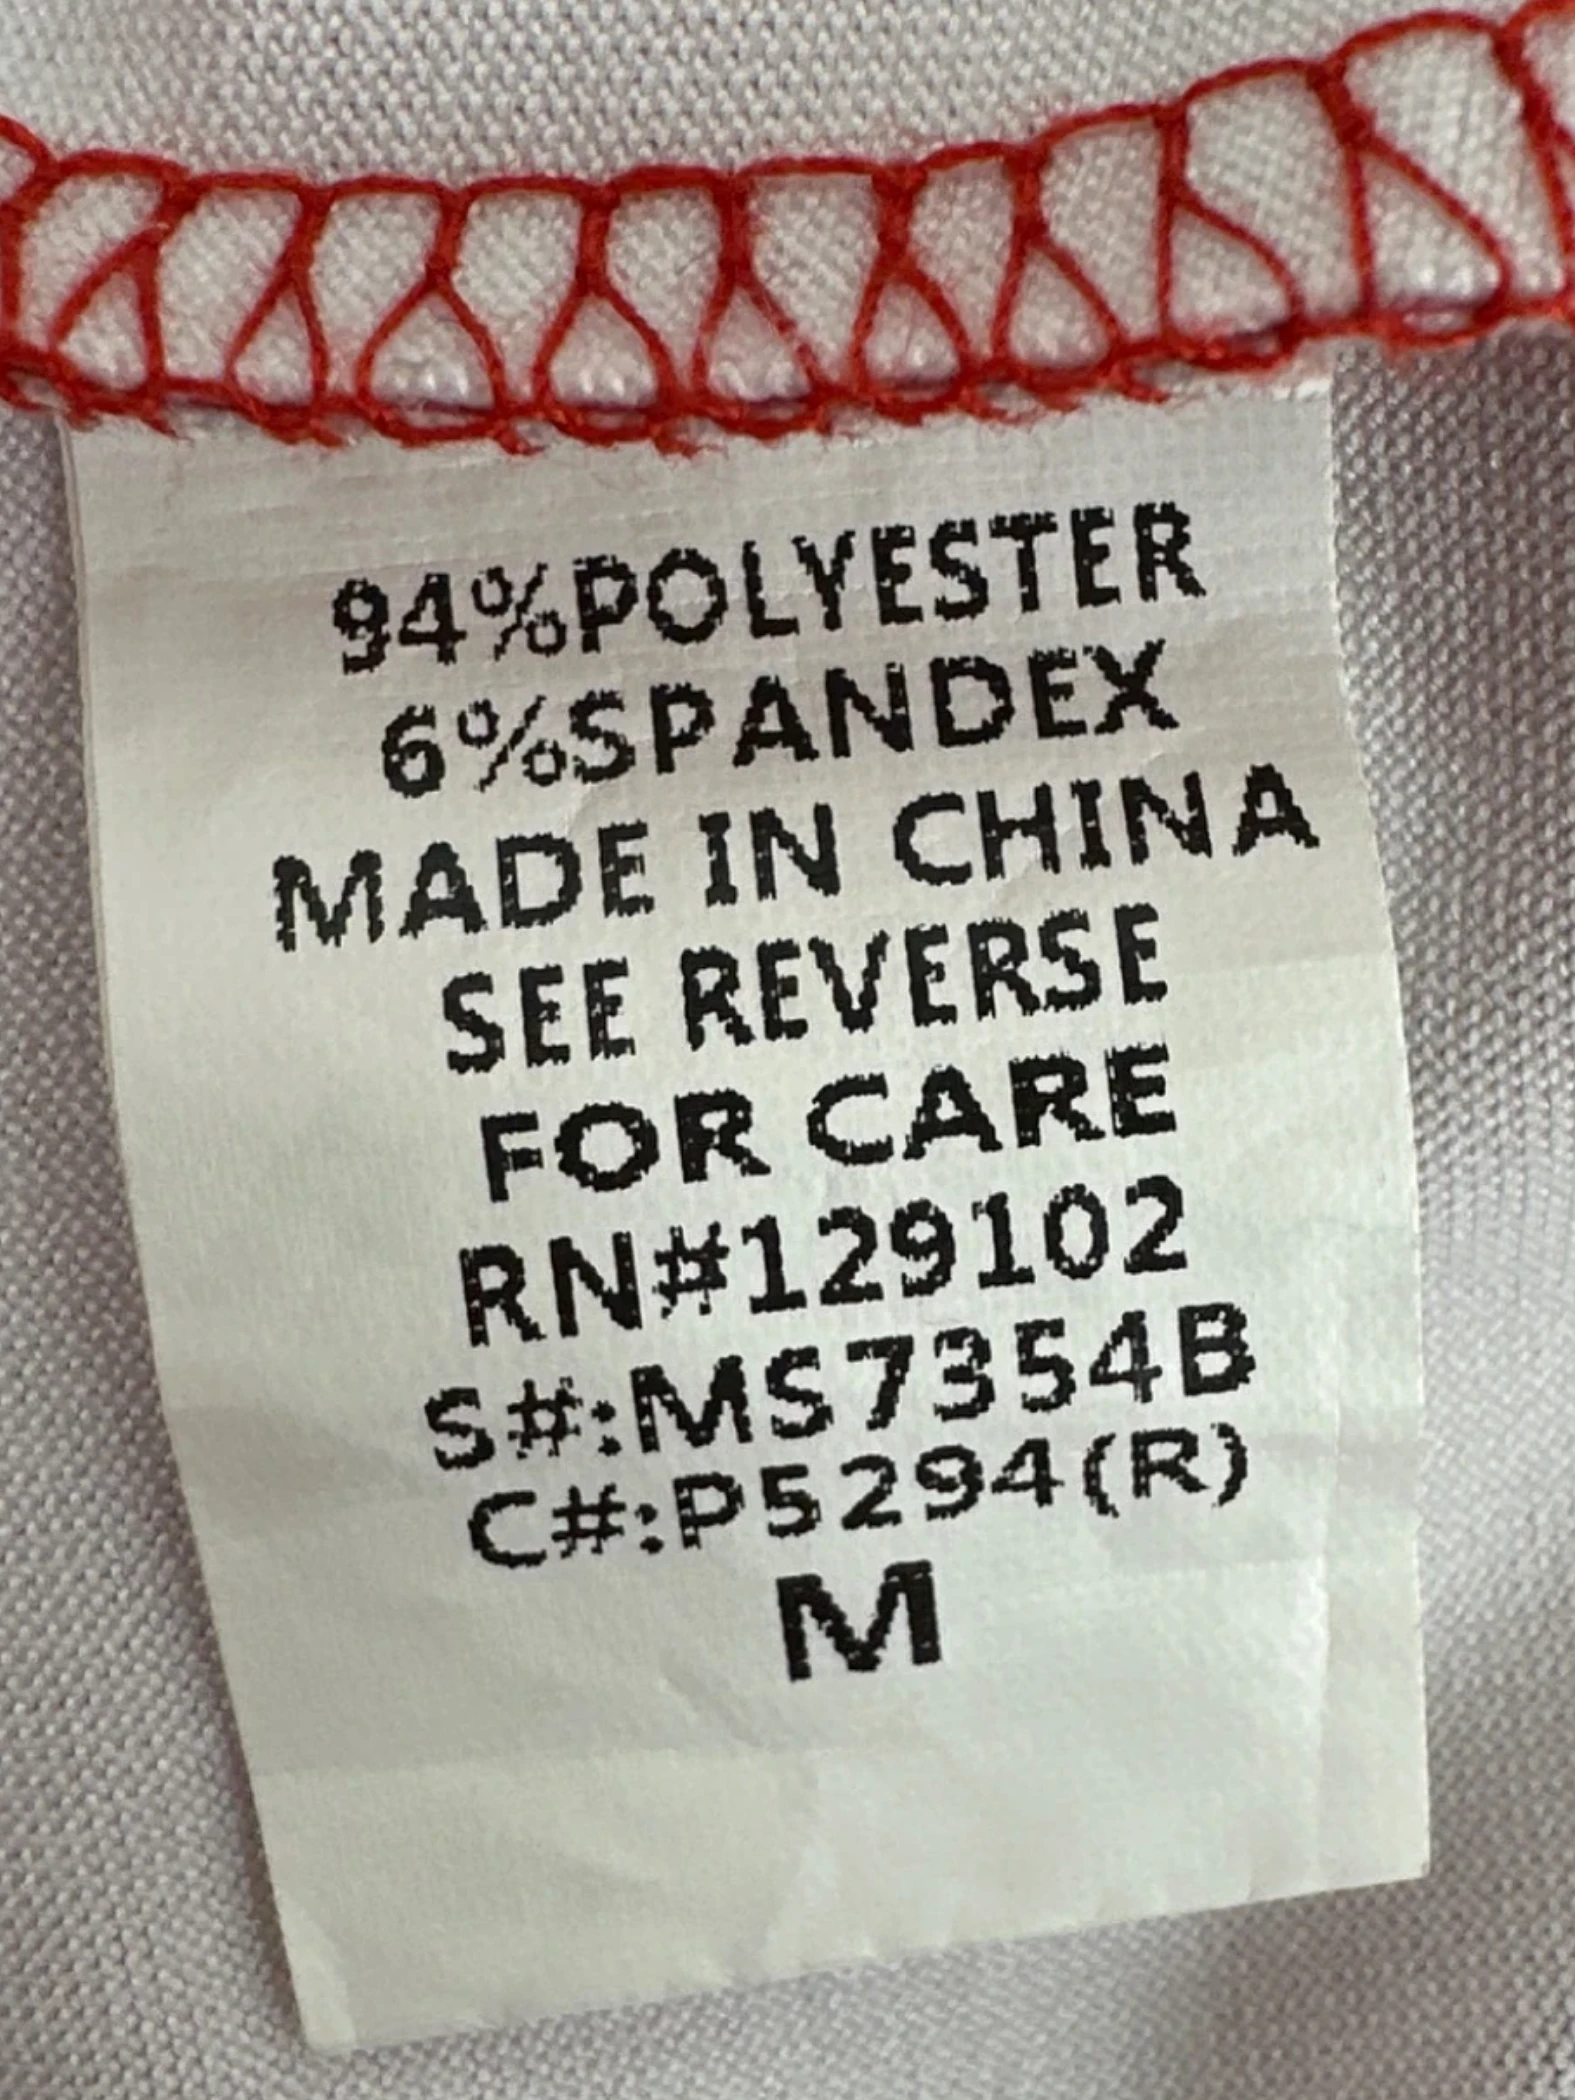 94%POLYESTER
6%SPANDEX
MADE IN CHINA
SEE REVERSE
FOR CARE
RN#129102
S#:MS7354B
C#:P5294(R)
M